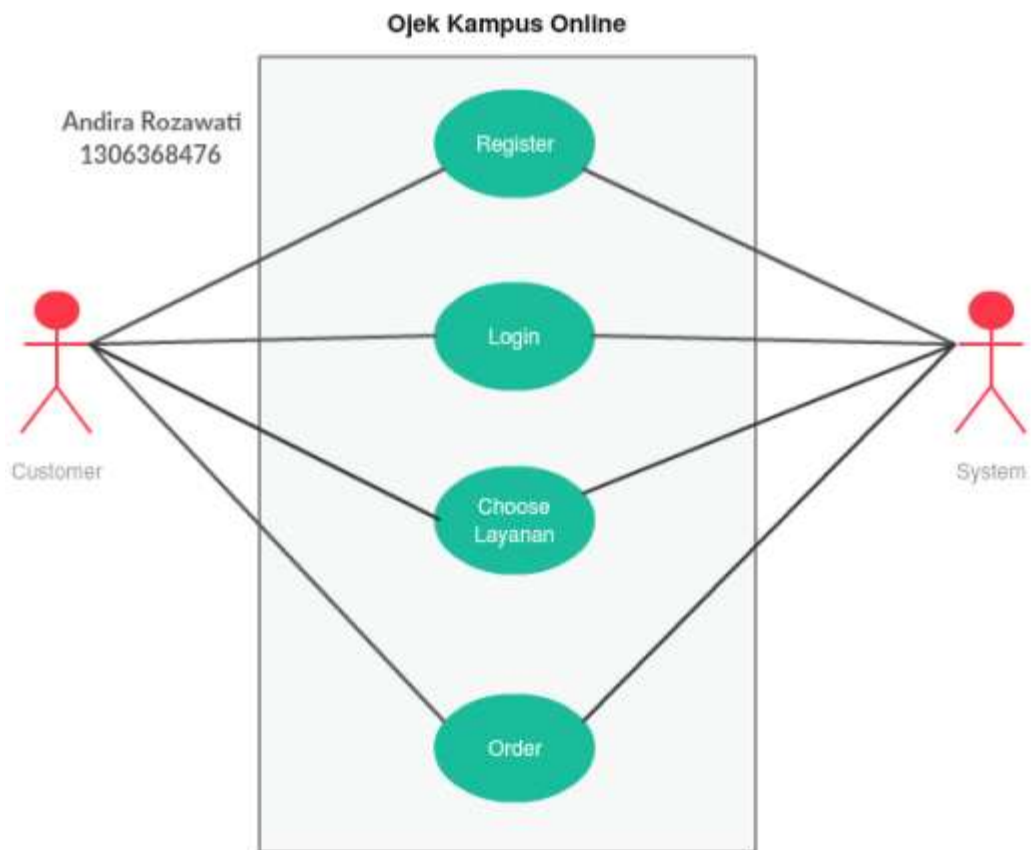 Ojek Kampus Online
Andira Rozawati
1306368476
Register
Login
Customer
System
Choose
Layanan
Order